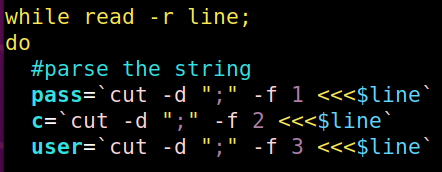 while read -r line;
do
  #parse the string
  pass=`cut -d ";" -f 1 <<<$line`
  c=`cut -d ";" -f 2 <<<$line`
  user=`cut -d ";" -f 3 <<<$line`